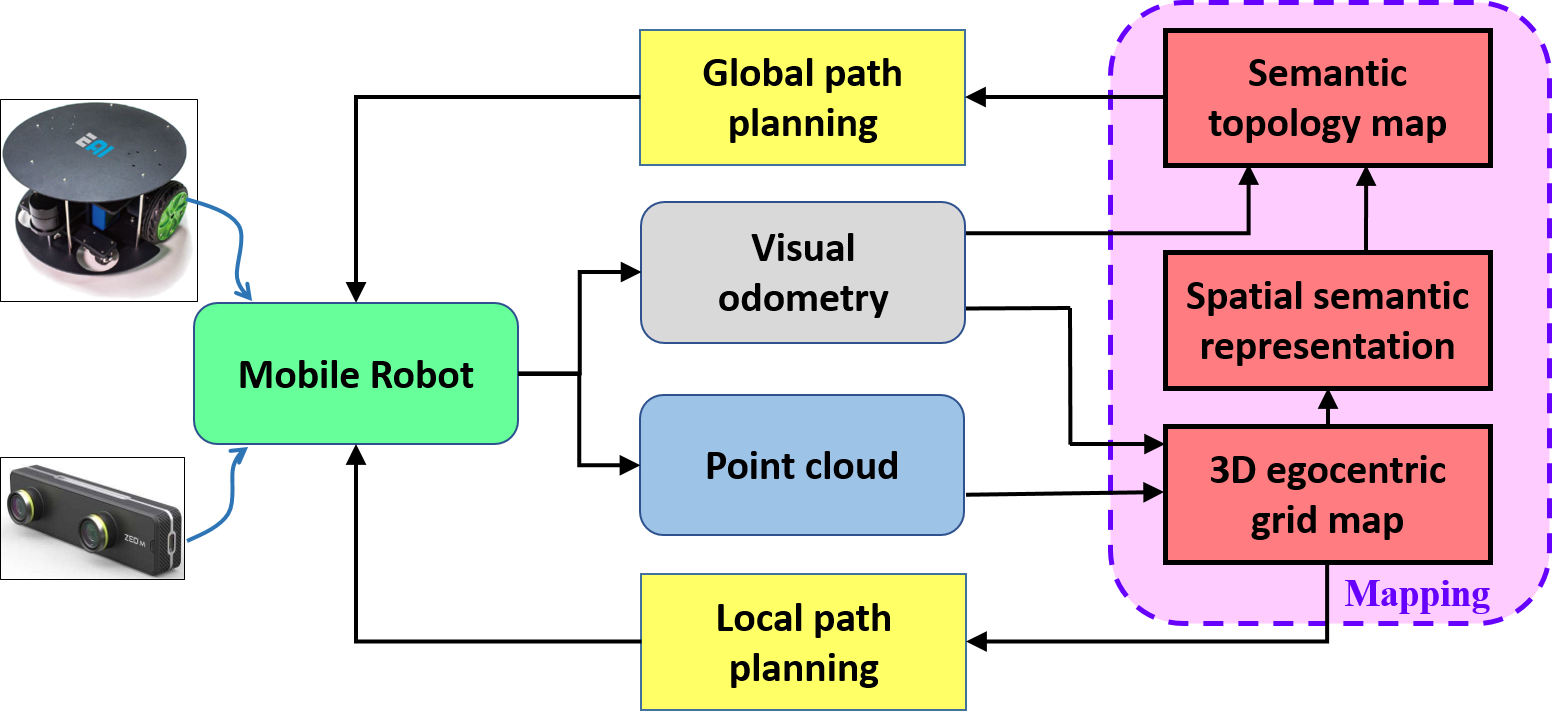 Global path
planning
Semantic
topology map
EAI
Visual
odometry
Spatial semantic
representation
Mobile Robot
Point cloud
3D egocentric
grid map
ZED M
Mapping
Local path
planning